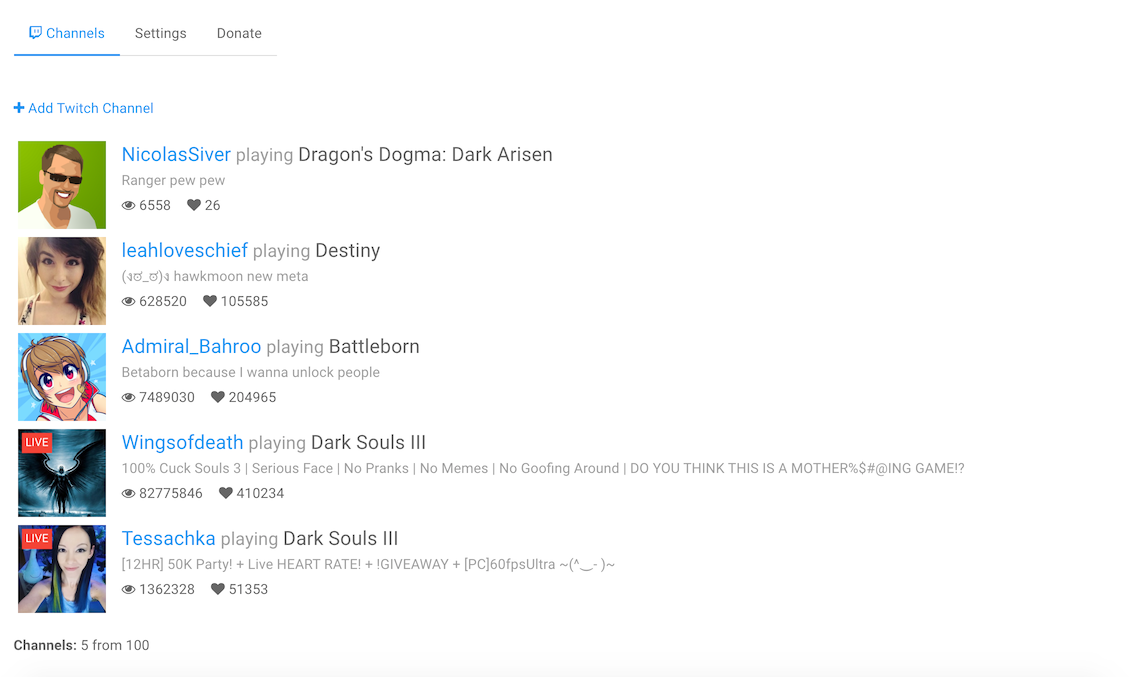 Channels Settings Donate
Add Twitch Channel
NicolasSiver playing Dragon's Dogma: Dark Arisen
Ranger pew pew
6558 26
leahloveschief playing Destiny
(งಠ_ಠ)ง hawkmoon new meta
628520 105585
Admiral_Bahroo playing Battleborn
Betaborn because I wanna unlock people
7489030 204965
LIVE
Wingsofdeath playing Dark Souls III
100% Cuck Souls 3 | Serious Face | No Pranks | No Memes | No Goofing Around | DO YOU THINK THIS IS A MOTHER%$#@ING GAME!?
82775846 410234
LIVE
Tessachka playing Dark Souls III
[12HR] 50K Party! + Live HEART RATE! + !GIVEAWAY + [PC]60fpsUltra ~(^‿- )~
1362328 51353
Channels: 5 from 100